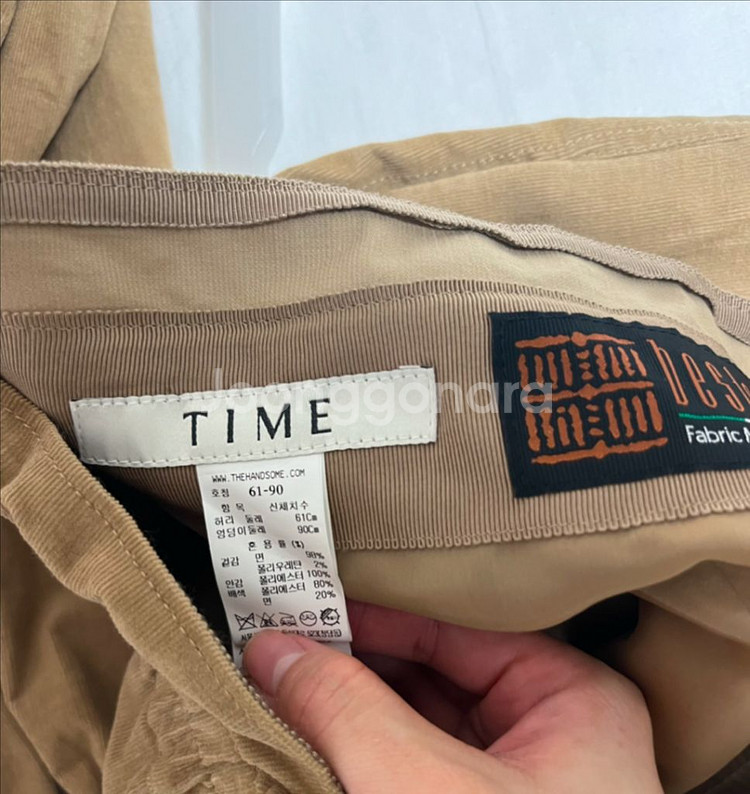 Joonggonara
TIME
WWW.THEHANDSOME.COM
호칭 61-90
항목 신체치수
허리 둘레 61Cm
엉덩이둘레 90Cm
혼 용 률 (%)
겉감 면 98%
폴리우레탄 2%
안감 폴리에스터 100%
배색 폴리에스터 80%
면 20%
best
Fabric